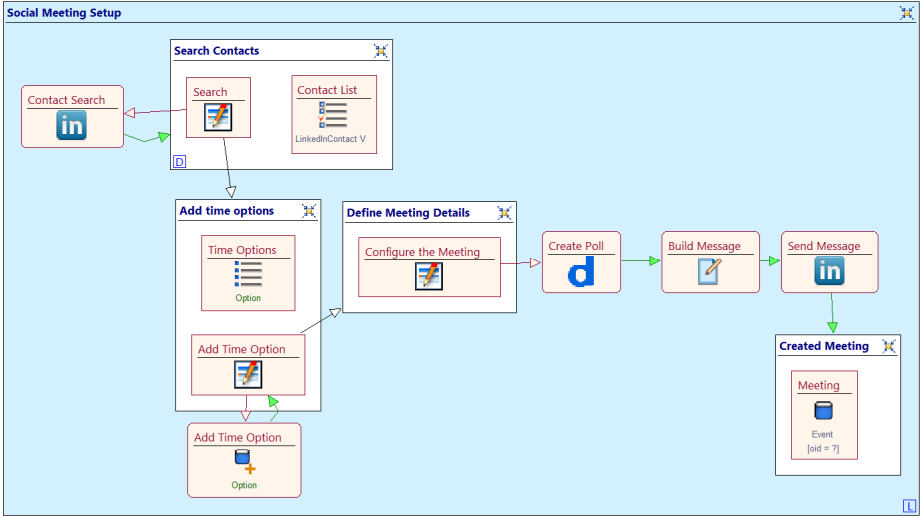 Social Meeting Setup
Search Contacts
Contact Search
in
Search
Contact List
LinkedInContact V
D
Add time options
Time Options
Option
Add Time Option
Add Time Option
Option
Define Meeting Details
Configure the Meeting
Create Poll
d
Build Message
Send Message
in
Created Meeting
Meeting
Event
[oid = ?]
L